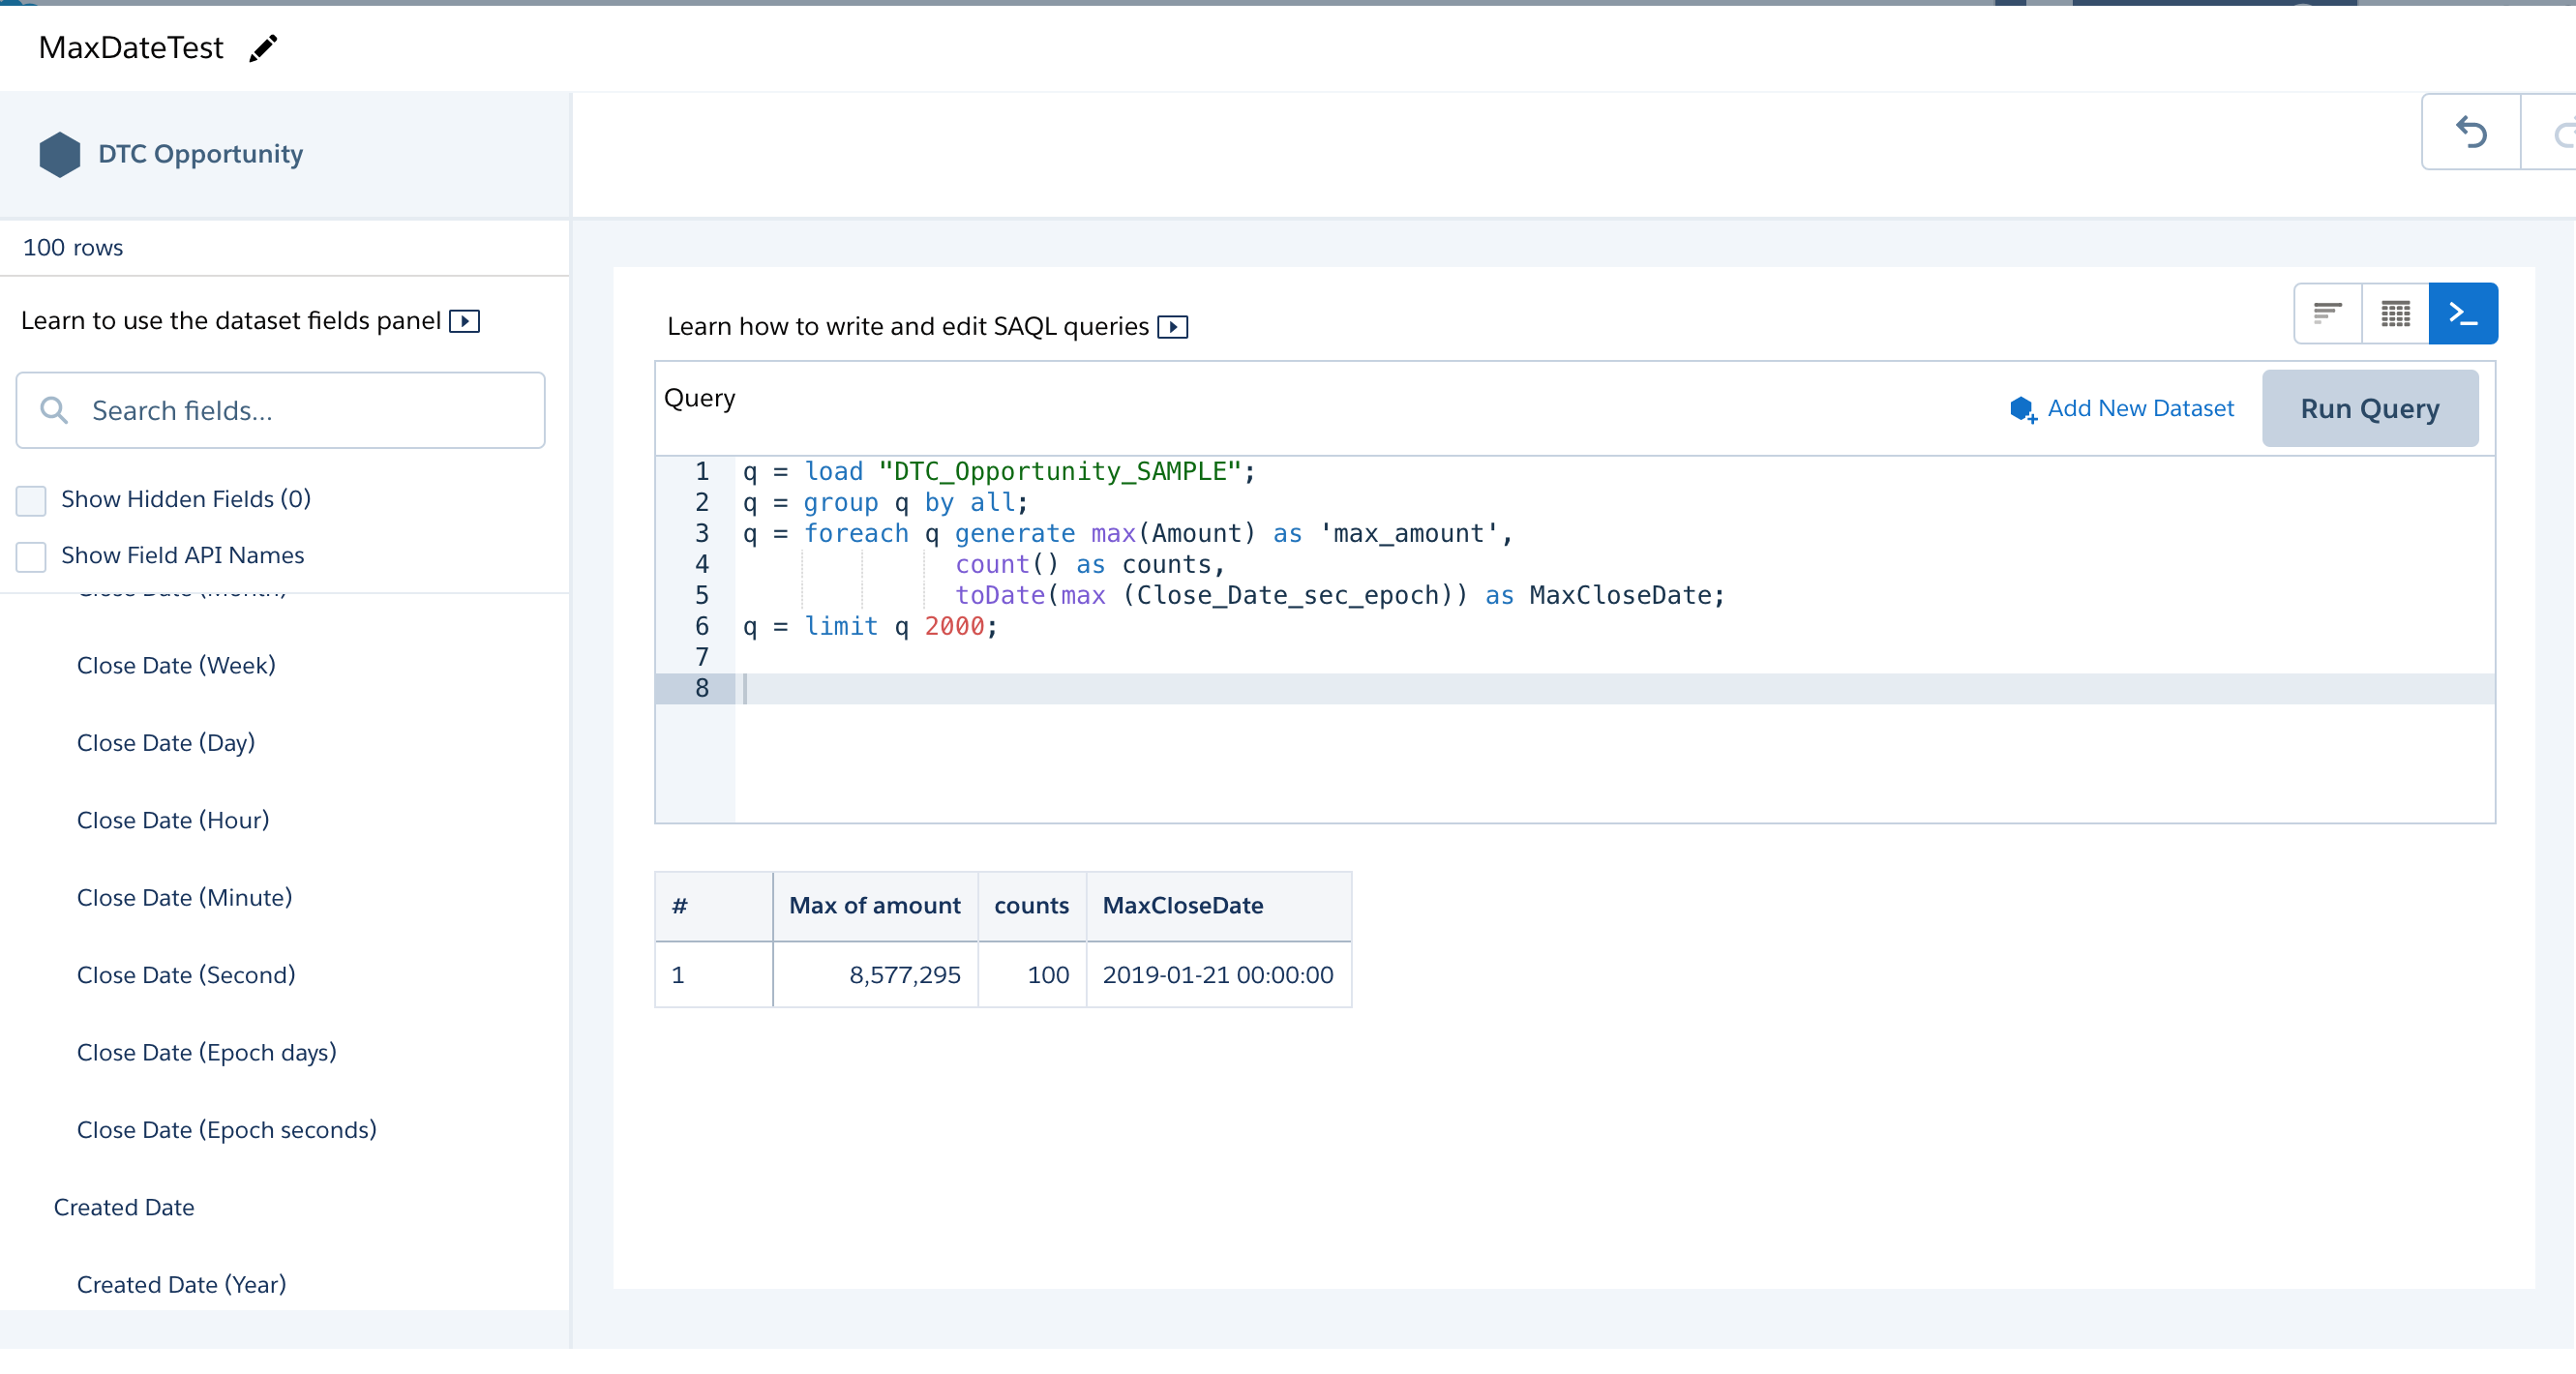 MaxDateTest
DTC Opportunity
100 rows
Learn to use the dataset fields panel
Search fields...
Show Hidden Fields (0)
Show Field API Names
Close Date (Month)
Close Date (Week)
Close Date (Day)
Close Date (Hour)
Close Date (Minute)
Close Date (Second)
Close Date (Epoch days)
Close Date (Epoch seconds)
Created Date
Created Date (Year)
Learn how to write and edit SAQL queries
Query
Add New Dataset
Run Query
1 q = load "DTC_Opportunity_SAMPLE";
2 q = group q by all;
3 q = foreach q generate max(Amount) as 'max_amount',
4 count() as counts,
5 toDate(max (Close_Date_sec_epoch)) as MaxCloseDate;
6 q = limit q 2000;
7
8
# Max of amount counts MaxCloseDate
1 8,577,295 100 2019-01-21 00:00:00